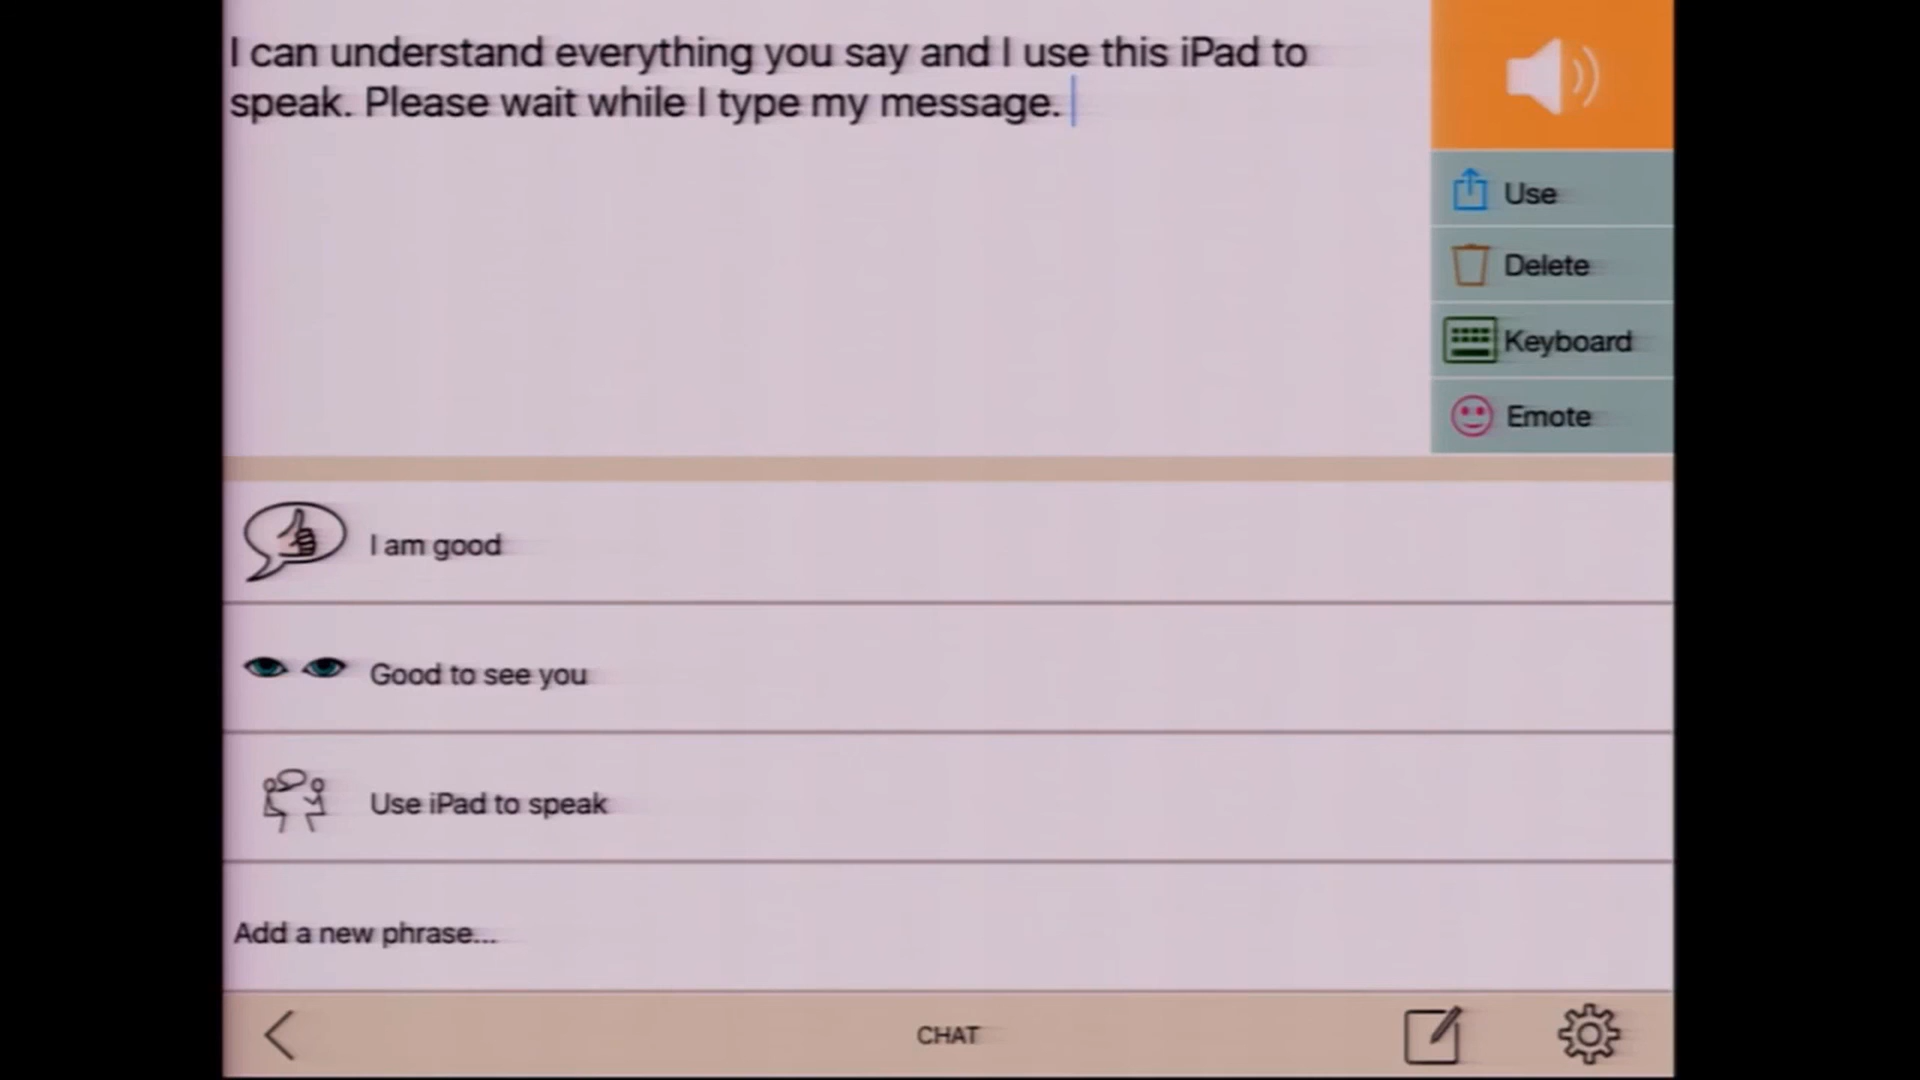 I can understand everything you say and I use this iPad to
speak. Please wait while I type my message.
Use
Delete
Keyboard
Emote
I am good
Good to see you
Use iPad to speak
Add a new phrase...
CHAT